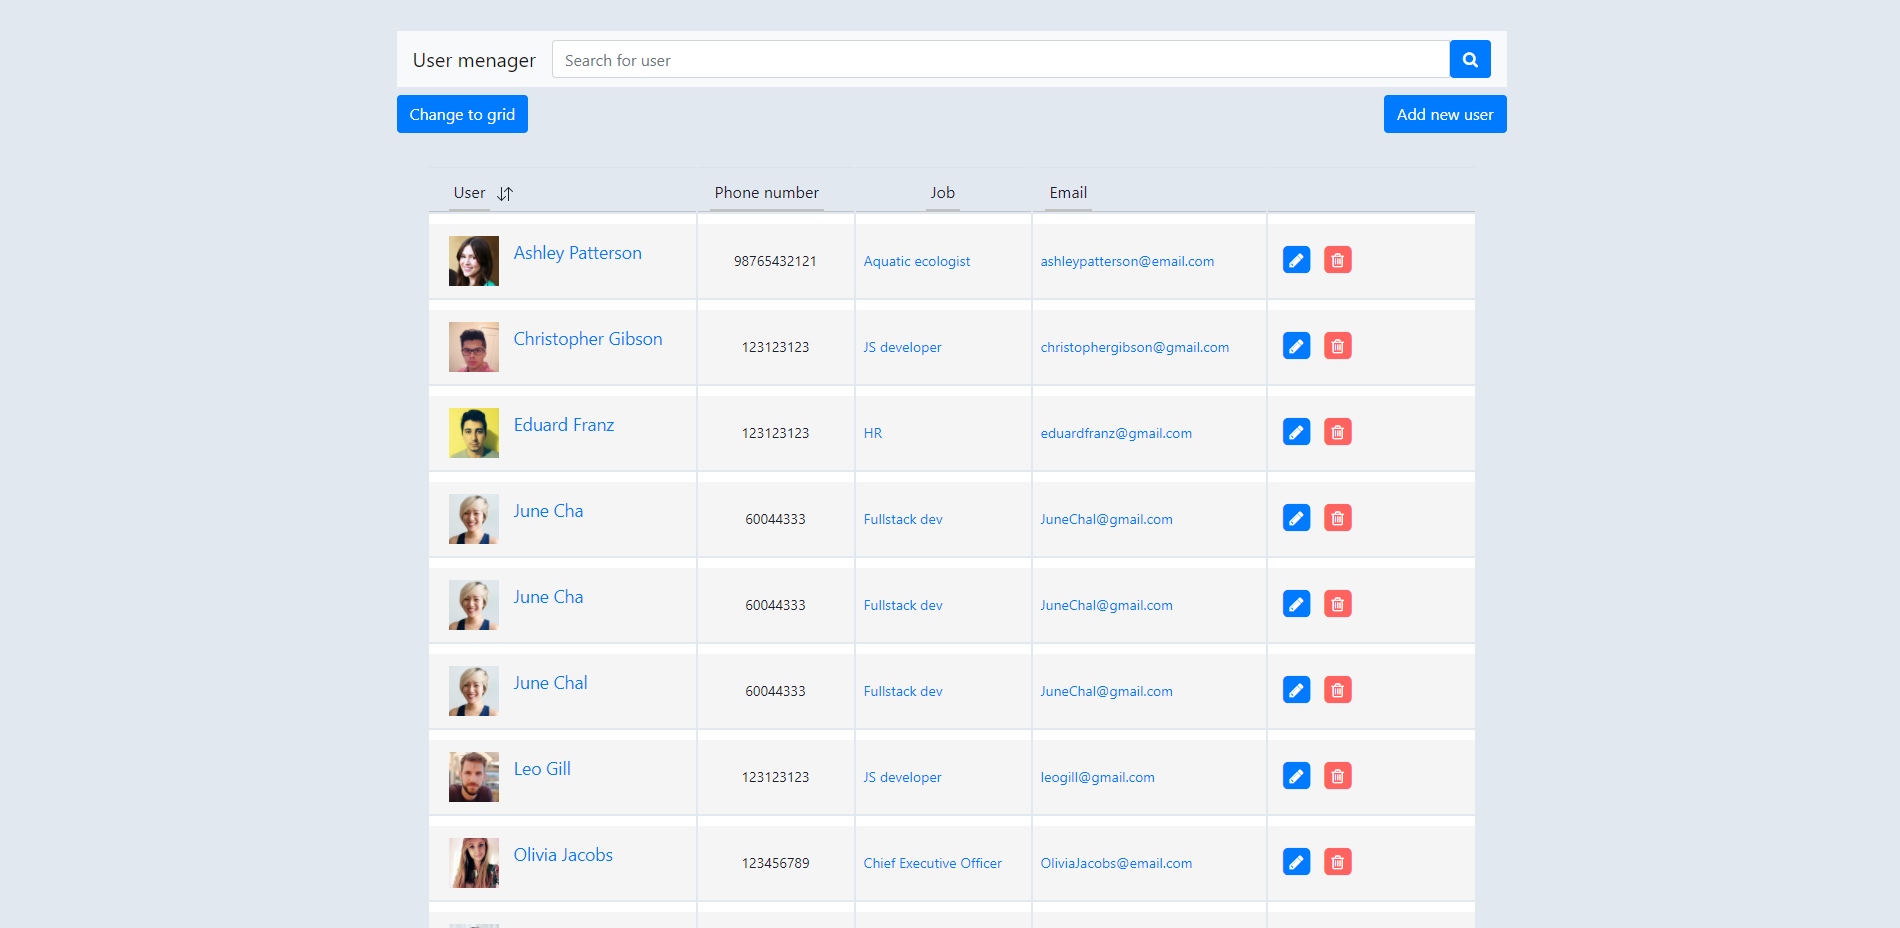 User menager Search for user
Change to grid Add new user
User Phone number Job Email
Ashley Patterson 98765432121 Aquatic ecologist ashleypatterson@email.com
Christopher Gibson 123123123 JS developer christophergibson@gmail.com
Eduard Franz 123123123 HR eduardfranz@gmail.com
June Cha 60044333 Fullstack dev JuneChal@gmail.com
June Cha 60044333 Fullstack dev JuneChal@gmail.com
June Chal 60044333 Fullstack dev JuneChal@gmail.com
Leo Gill 123123123 JS developer leogill@gmail.com
Olivia Jacobs 123456789 Chief Executive Officer OliviaJacobs@email.com